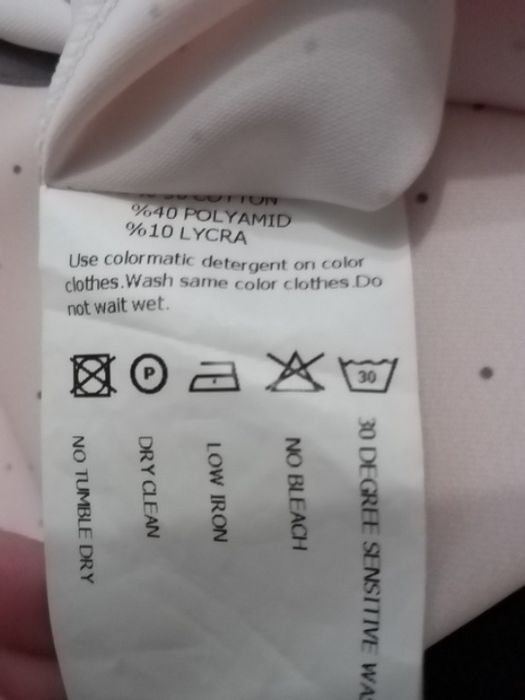 COTTON
%40 POLYAMID
%10 LYCRA
Use colormatic detergent on color
clothes.Wash same color clothes.Do
not wait wet.
P
30
NO TUMBLE DRY
DRY CLEAN
LOW IRON
NO BLEACH
30 DEGREE SENSITIVE